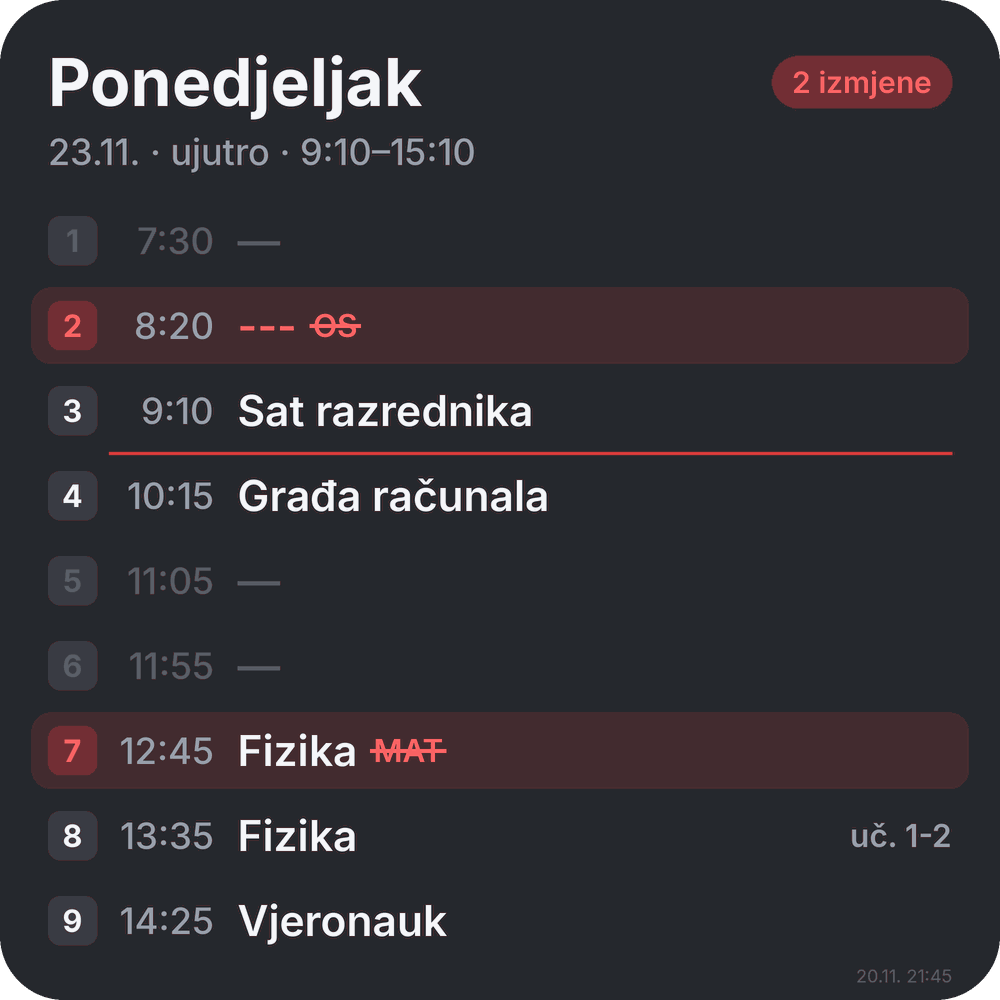 Ponedjeljak
2 izmjene
23.11. · ujutro · 9:10–15:10
1 7:30 —
2 8:20 --- OS
3 9:10 Sat razrednika
4 10:15 Građa računala
5 11:05 —
6 11:55 —
7 12:45 Fizika MAT
8 13:35 Fizika uč. 1-2
9 14:25 Vjeronauk
20.11. 21:45